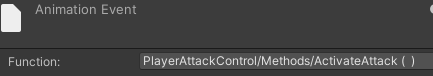 Animation Event
Function: PlayerAttackControl/Methods/ActivateAttack ( )